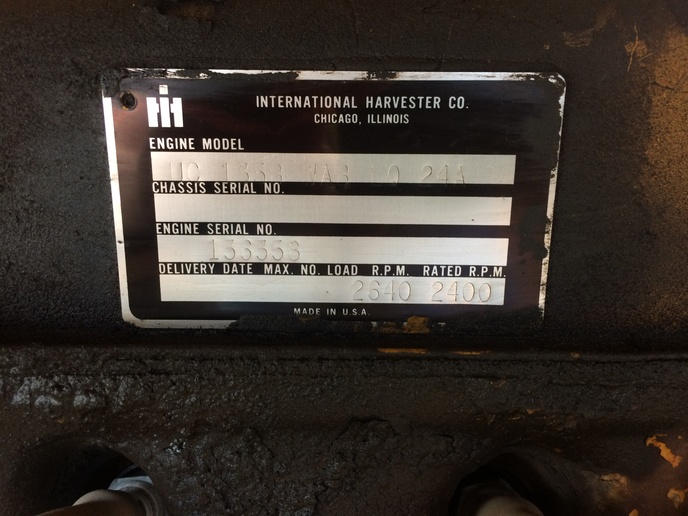 IH
INTERNATIONAL HARVESTER CO.
CHICAGO, ILLINOIS
ENGINE MODEL
24A
CHASSIS SERIAL NO.
ENGINE SERIAL NO.
133353
DELIVERY DATE MAX. NO. LOAD R.P.M. RATED R.P.M.
2640 2400
MADE IN U.S.A.